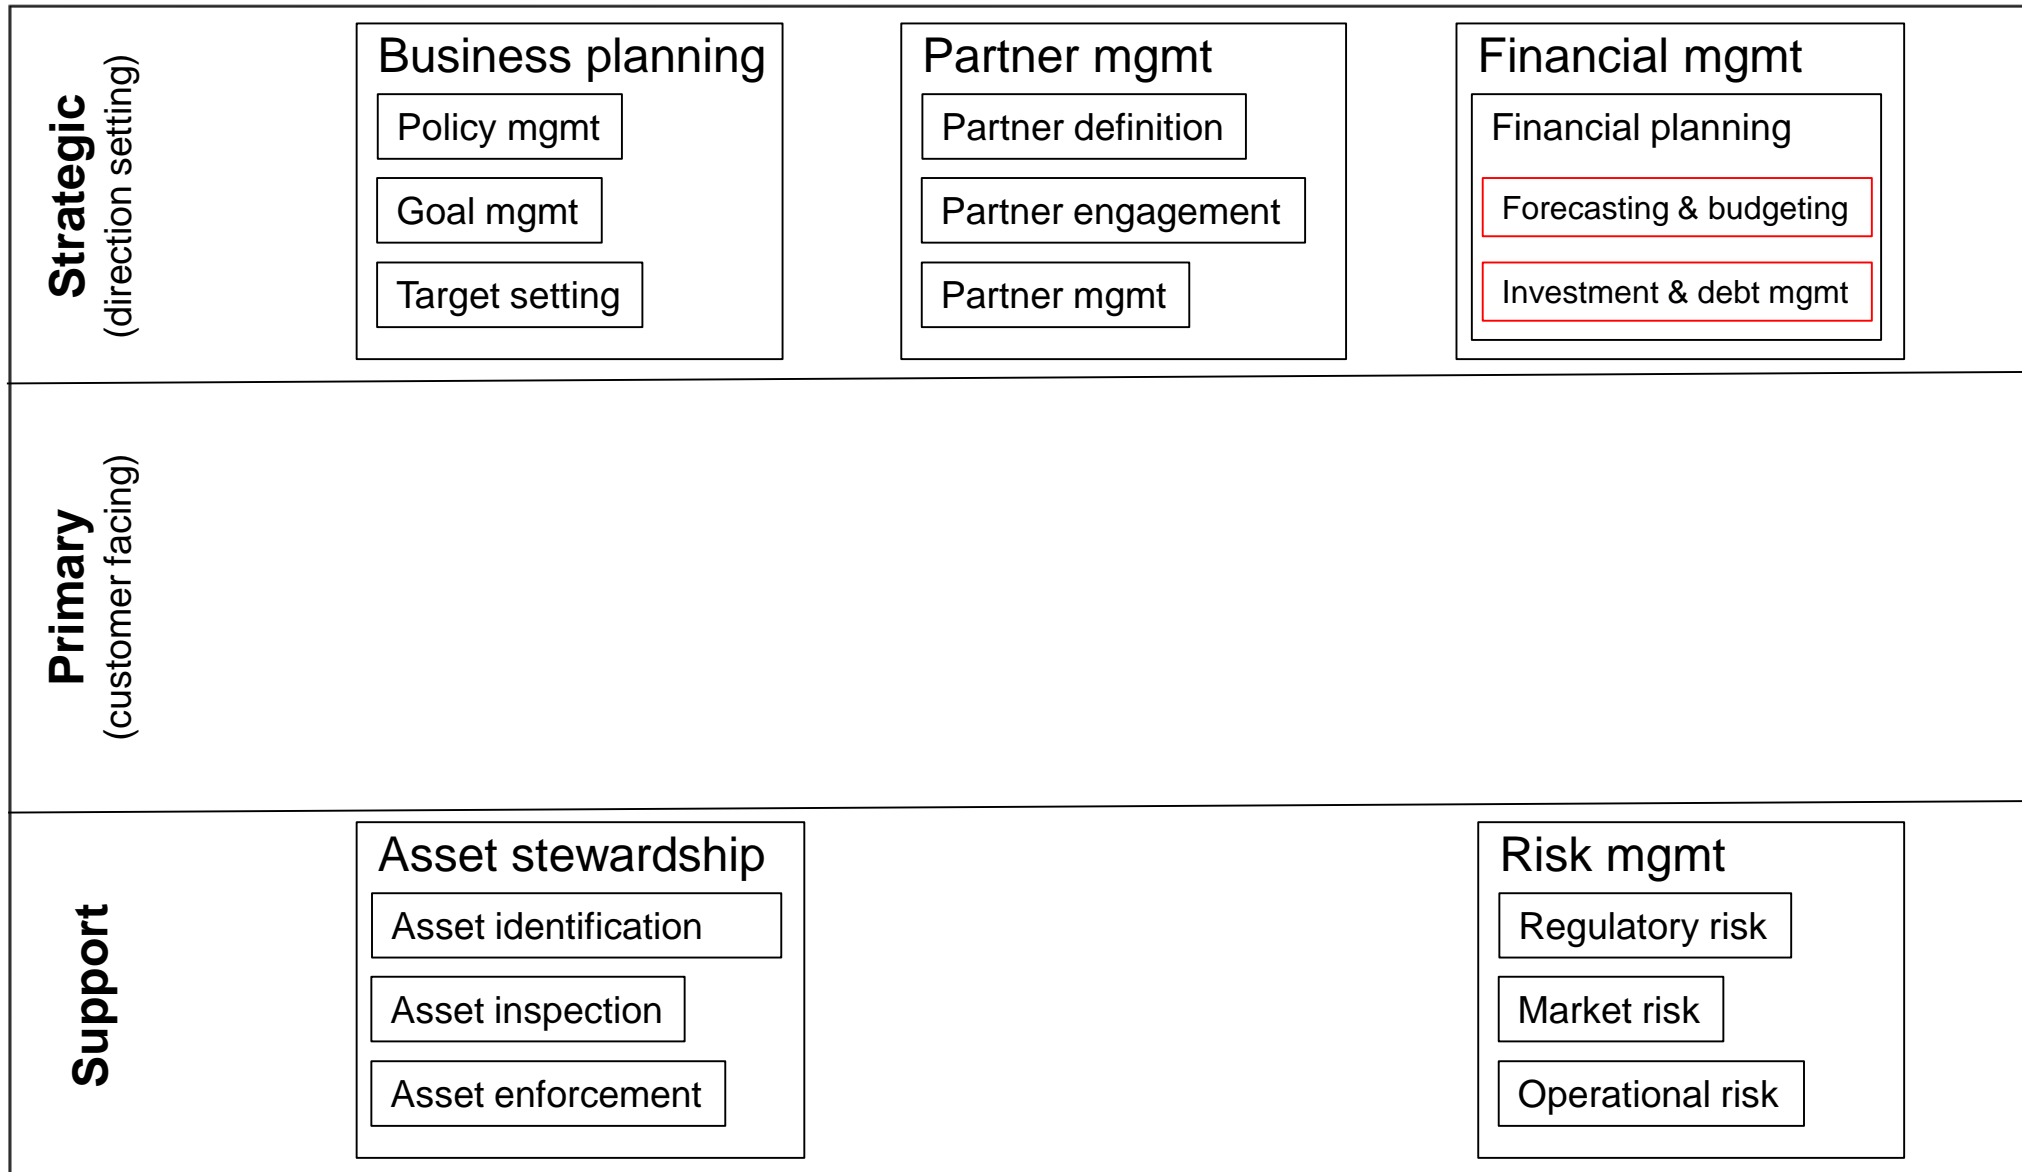 Strategic
(direction setting)
Business planning
Policy mgmt
Goal mgmt
Target setting
Partner mgmt
Partner definition
Partner engagement
Partner mgmt
Financial mgmt
Financial planning
Forecasting & budgeting
Investment & debt mgmt
Primary
(customer facing)
Support
Asset stewardship
Asset identification
Asset inspection
Asset enforcement
Risk mgmt
Regulatory risk
Market risk
Operational risk